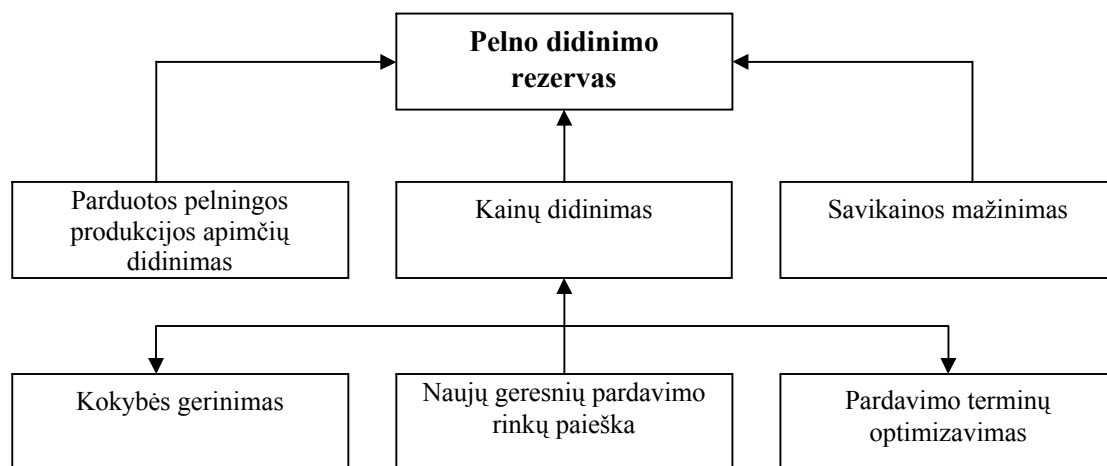 Pelno didinimo
rezervas
Parduotos pelningos
produkcijos apimčių
didinimas
Kainų didinimas
Savikainos mažinimas
Kokybės gerinimas
Naujų geresnių pardavimo
rinkų paieška
Pardavimo terminų
optimizavimas